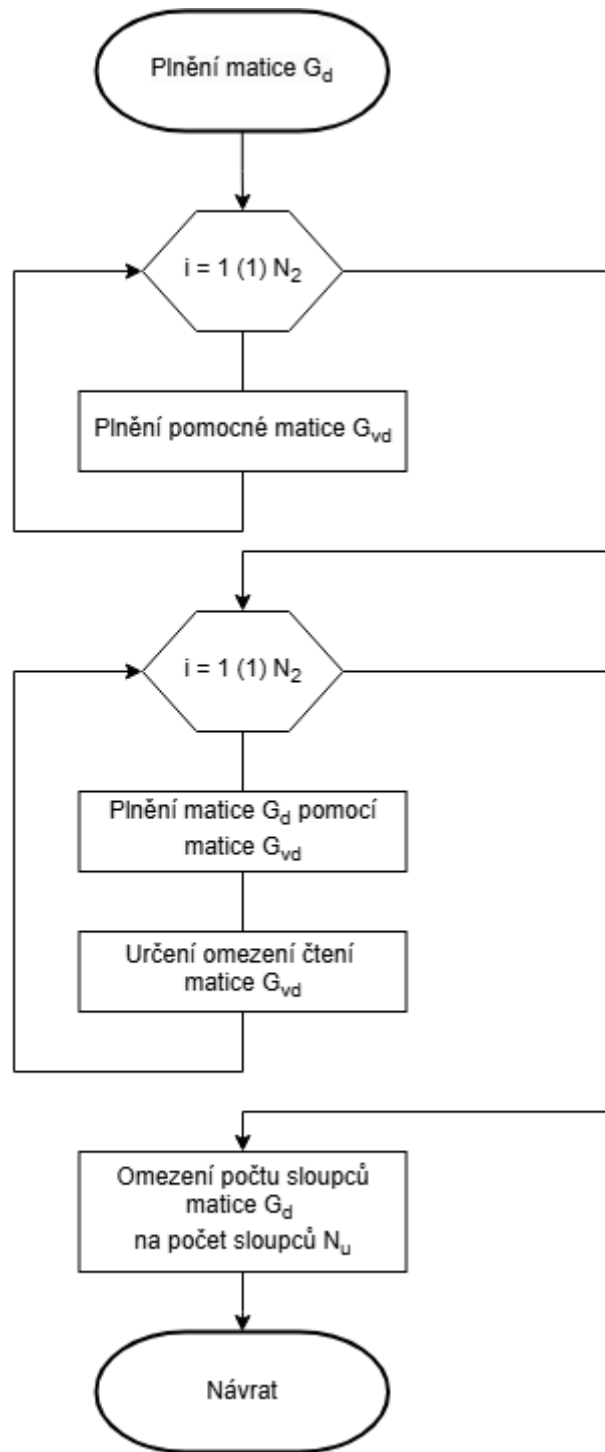 Plnění matice G_d
i = 1 (1) N_2
Plnění pomocné matice G_vd
i = 1 (1) N_2
Plnění matice G_d pomocí
matice G_vd
Určení omezení čtení
matice G_vd
Omezení počtu sloupců
matice G_d
na počet sloupců N_u
Návrat